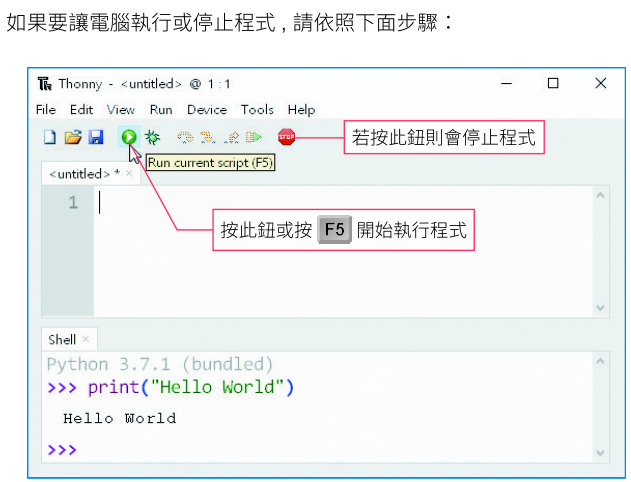 如果要讓電腦執行或停止程式 , 請依照下面步驟：
Thonny - <untitled> @ 1 : 1
File Edit View Run Device Tools Help
STOP
若按此鈕則會停止程式
Run current script (F5)
<untitled> * ×
1
按此鈕或按 F5 開始執行程式
Shell ×
Python 3.7.1 (bundled)
>>> print("Hello World")
Hello World
>>>